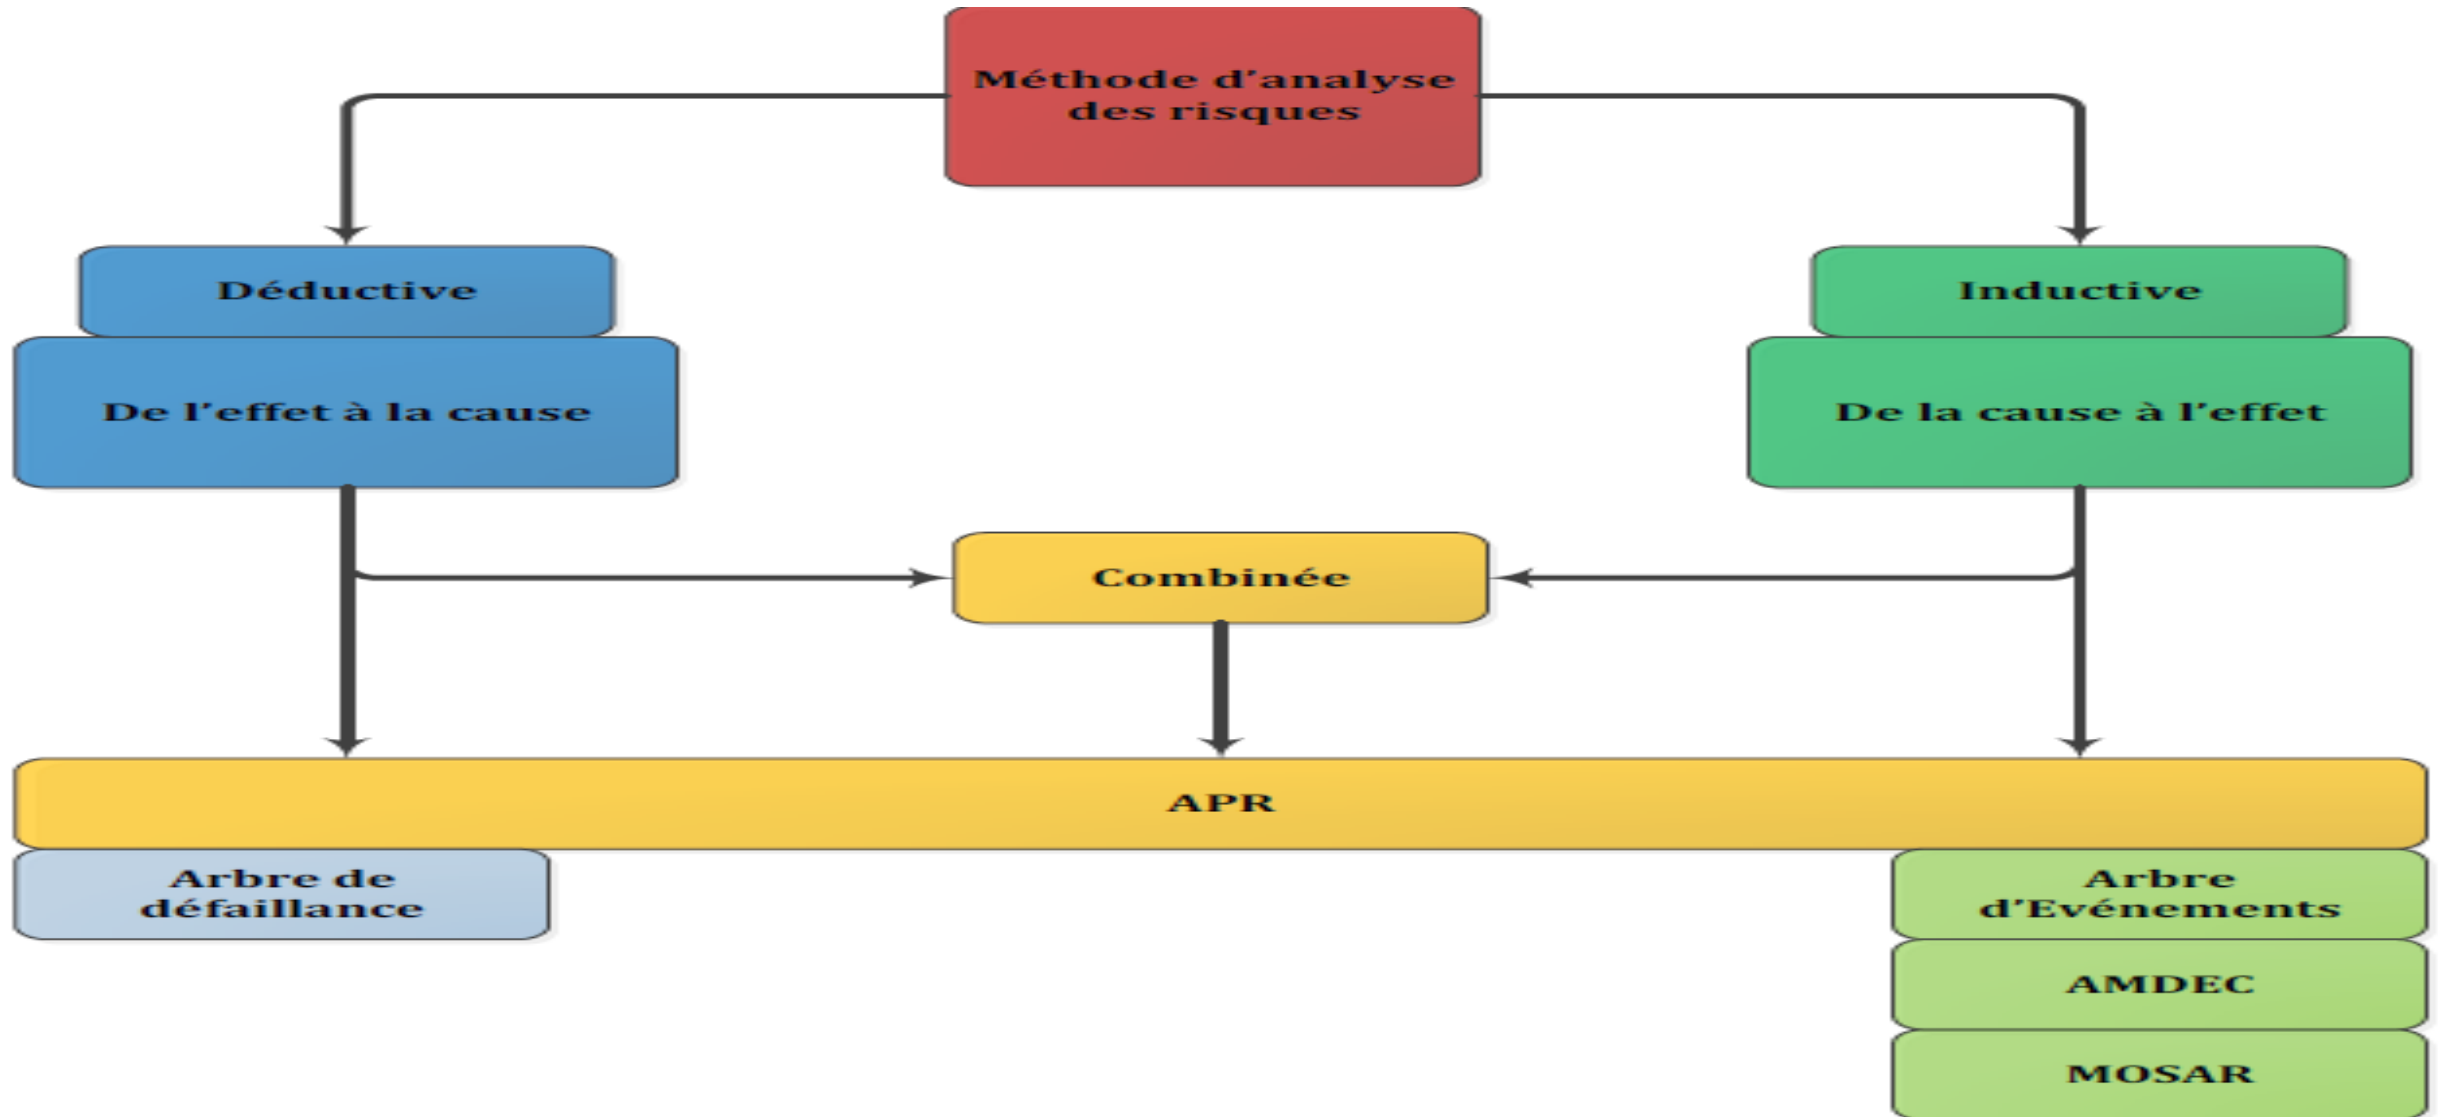 Méthode d'analyse
des risques
Déductive
Inductive
De l'effet à la cause
De la cause à l'effet
Combinée
APR
Arbre de
défaillance
Arbre
d'Evénements
AMDEC
MOSAR